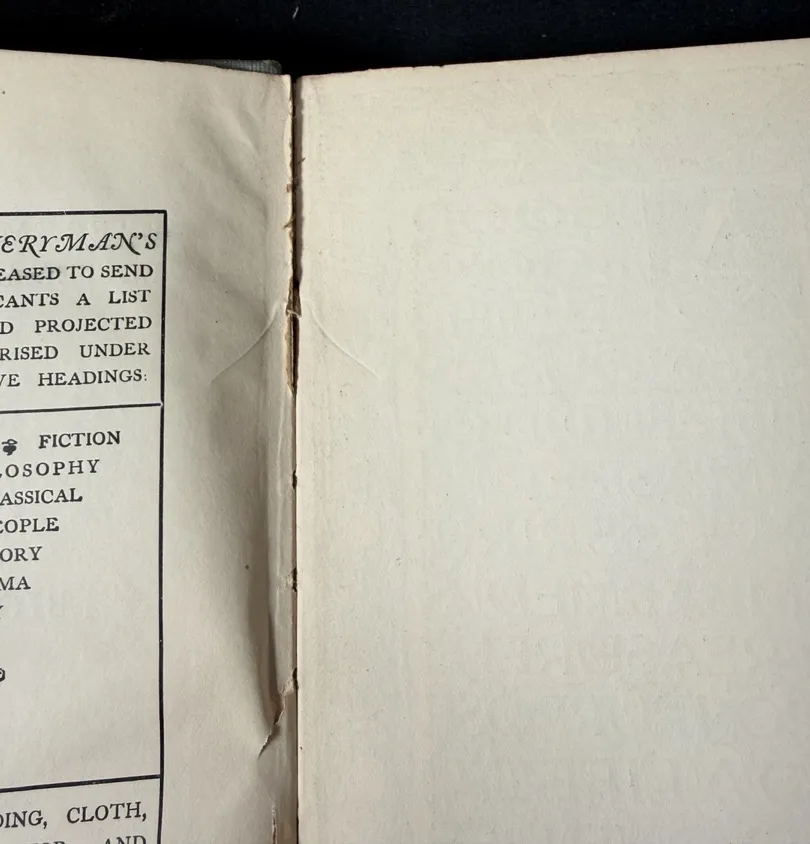 ERYMAN'S
EASED TO SEND
CANTS A LIST
D PROJECTED
RISED UNDER
VE HEADINGS:
FICTION
LOSOPHY
ASSICAL
EOPLE
ORY
MA
Y
DING, CLOTH,
AND